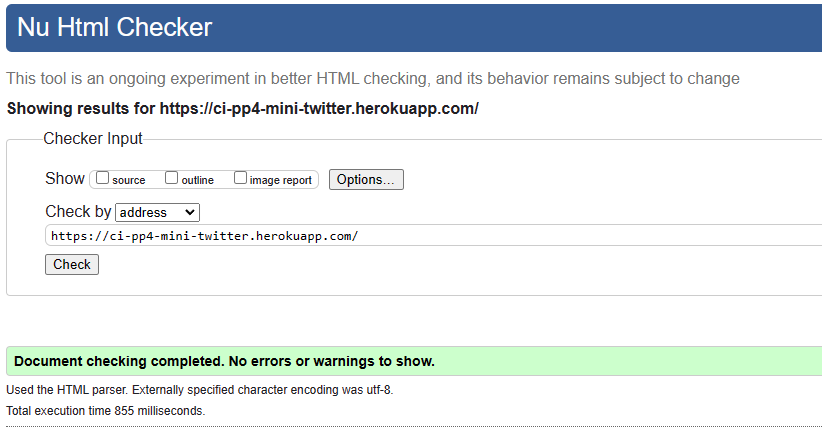 Nu Html Checker
This tool is an ongoing experiment in better HTML checking, and its behavior remains subject to change
Showing results for https://ci-pp4-mini-twitter.herokuapp.com/
Checker Input
Show source outline image report Options...
Check by address
https://ci-pp4-mini-twitter.herokuapp.com/
Check
Document checking completed. No errors or warnings to show.
Used the HTML parser. Externally specified character encoding was utf-8.
Total execution time 855 milliseconds.